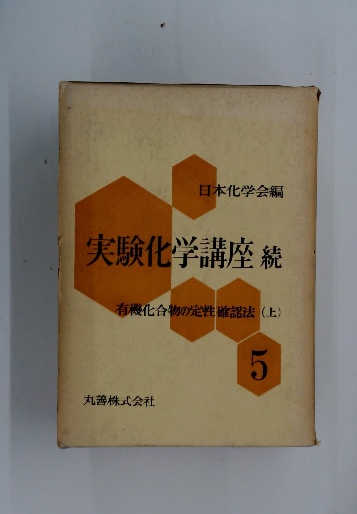 日本化学会編
実験化学講座 続
有機化合物の定性確認法（上）
5
丸善株式会社